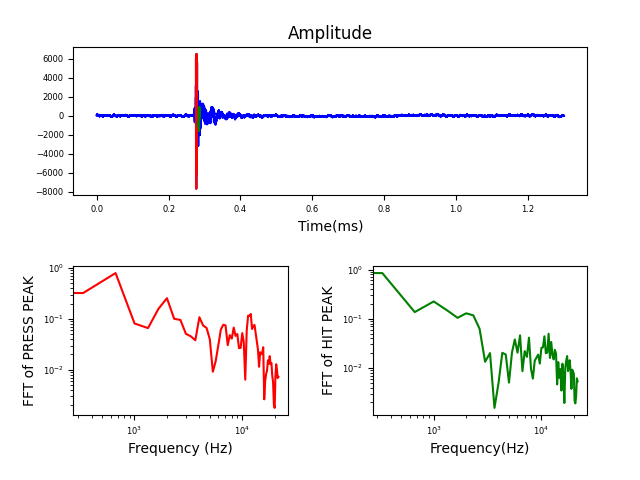 Amplitude
6000
4000
2000
0
−2000
−4000
−6000
−8000
0.0 0.2 0.4 0.6 0.8 1.0 1.2
Time(ms)
FFT of PRESS PEAK
10⁰
10⁻¹
10⁻²
10³ 10⁴
Frequency (Hz)
FFT of HIT PEAK
10⁰
10⁻¹
10⁻²
10³ 10⁴
Frequency(Hz)